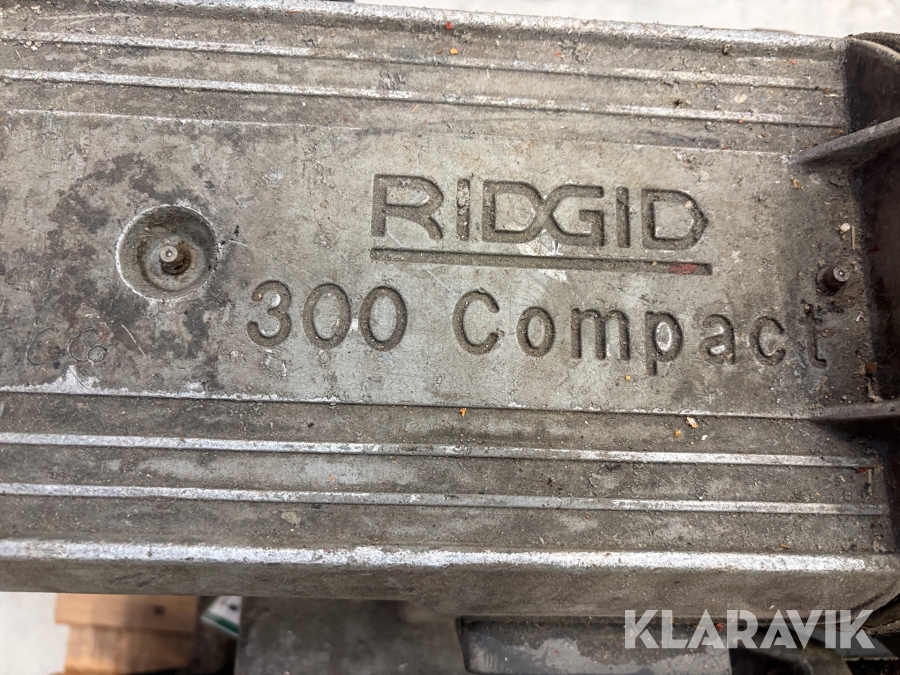 RIDGID
300 Compact
KLARAVIK